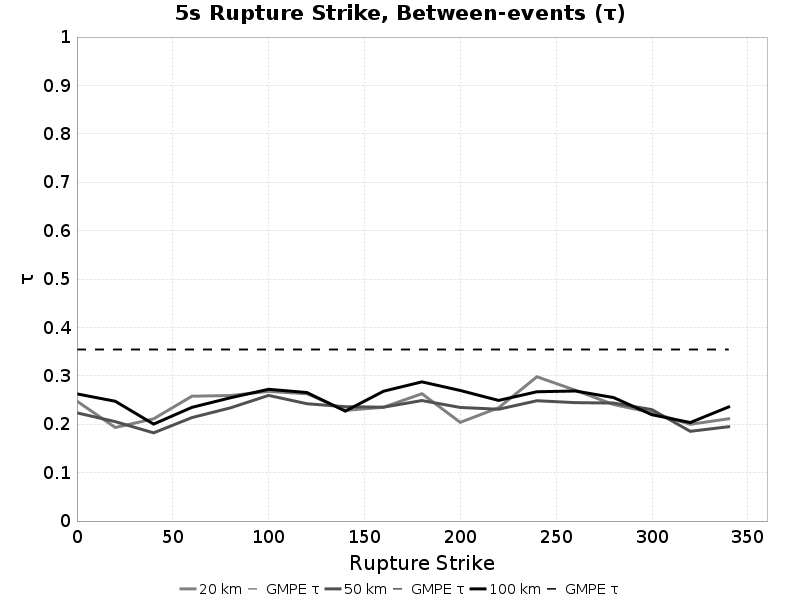 5s Rupture Strike, Between-events (τ)
1
0.9
0.8
0.7
0.6
0.5
0.4
0.3
0.2
0.1
0
τ
0 50 100 150 200 250 300 350
Rupture Strike
20 km GMPE τ 50 km GMPE τ 100 km GMPE τ